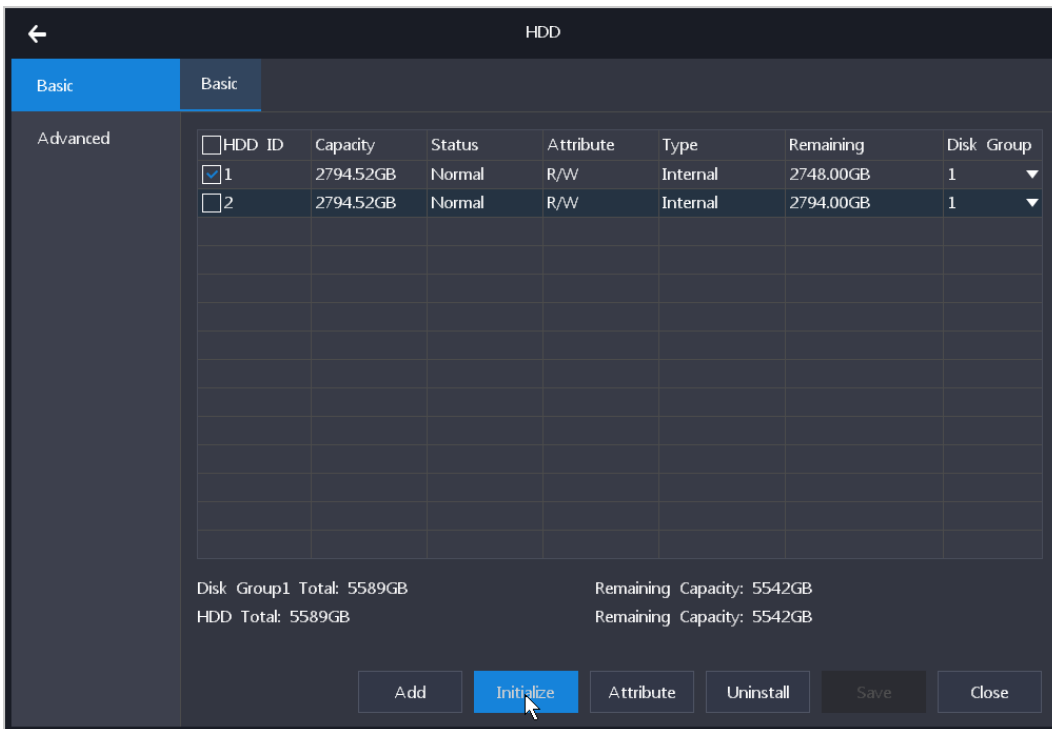 HDD
Basic
Basic
Advanced
HDD ID Capacity Status Attribute Type Remaining Disk Group
1 2794.52GB Normal R/W Internal 2748.00GB 1
2 2794.52GB Normal R/W Internal 2794.00GB 1
Disk Group1 Total: 5589GB Remaining Capacity: 5542GB
HDD Total: 5589GB Remaining Capacity: 5542GB
Add Initialize Attribute Uninstall Save Close